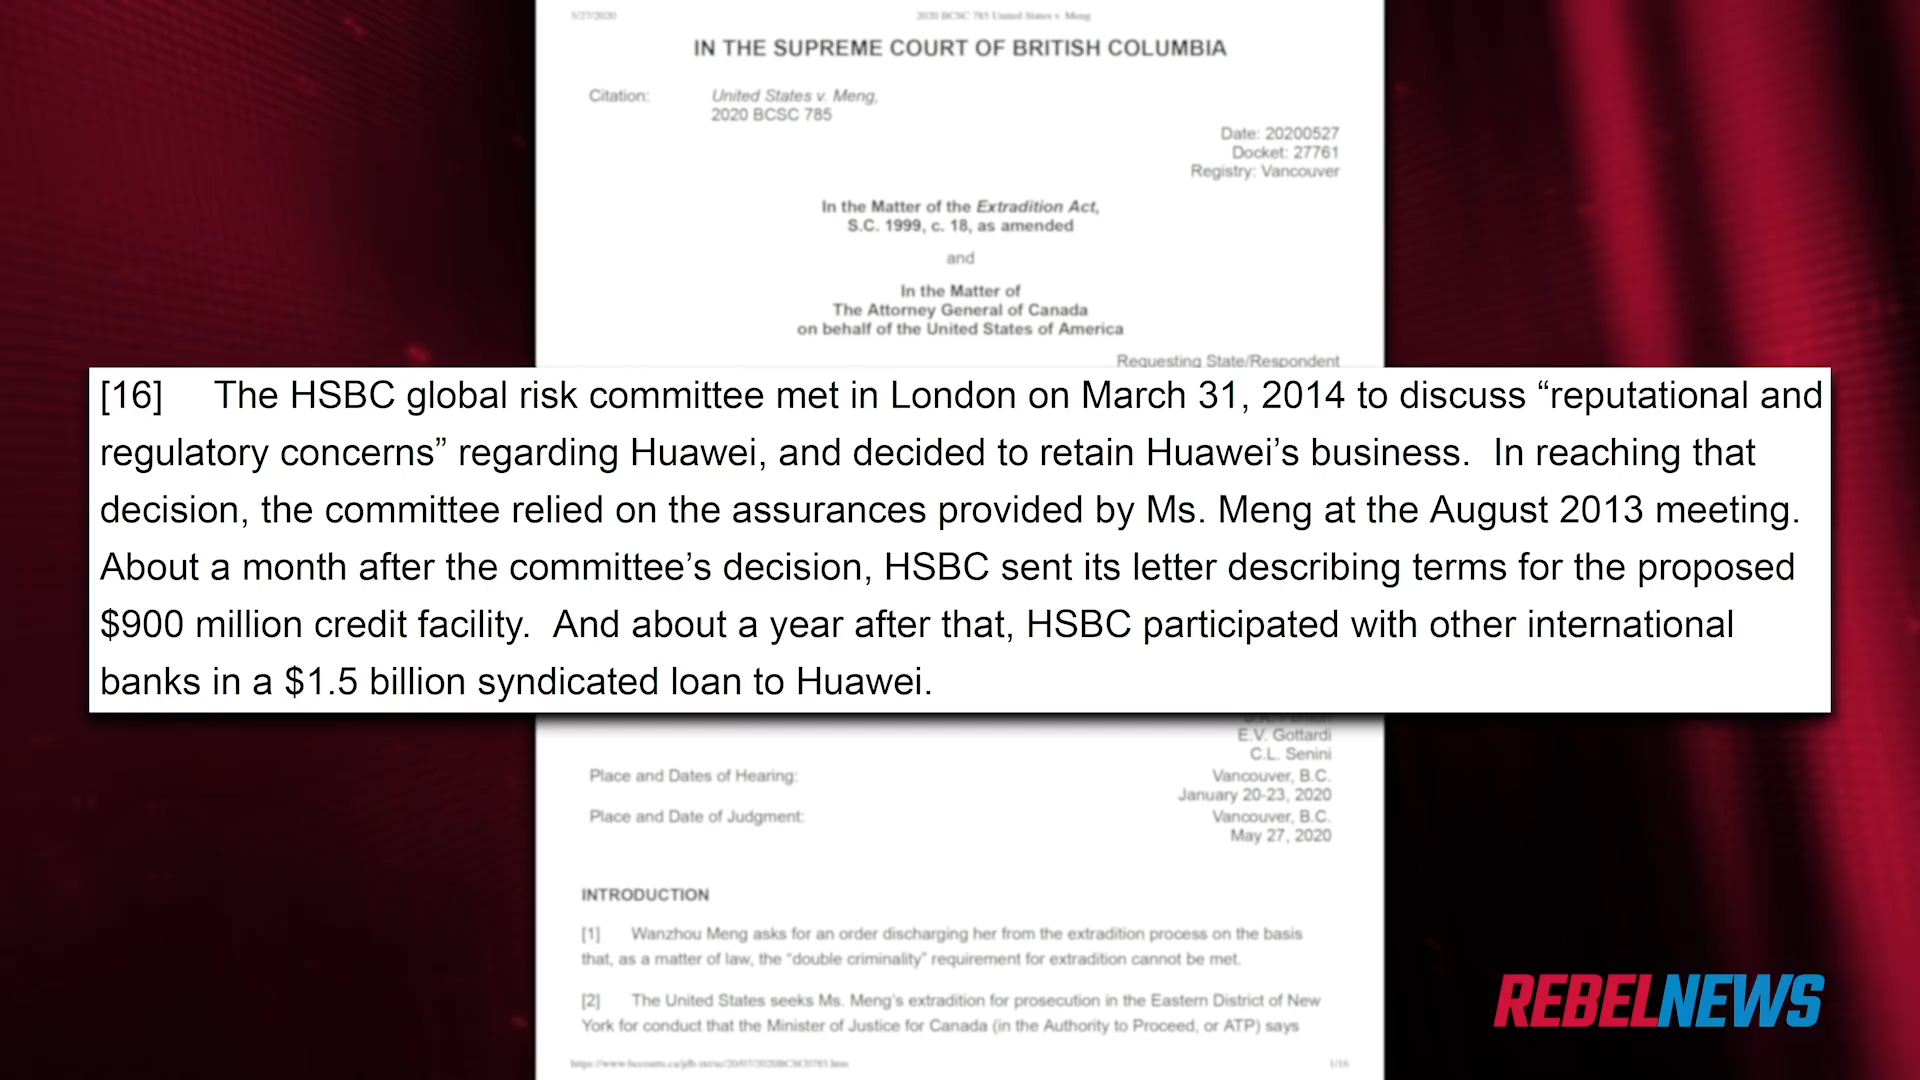 5/27/2020
2020 BCSC 785 United States v. Meng
IN THE SUPREME COURT OF BRITISH COLUMBIA
Citation: United States v. Meng,
2020 BCSC 785
Date: 20200527
Docket: 27761
Registry: Vancouver
In the Matter of the Extradition Act,
S.C. 1999, c. 18, as amended
and
In the Matter of
The Attorney General of Canada
on behalf of the United States of America
Requesting State/Respondent
[16] The HSBC global risk committee met in London on March 31, 2014 to discuss “reputational and
regulatory concerns” regarding Huawei, and decided to retain Huawei’s business. In reaching that
decision, the committee relied on the assurances provided by Ms. Meng at the August 2013 meeting.
About a month after the committee’s decision, HSBC sent its letter describing terms for the proposed
$900 million credit facility. And about a year after that, HSBC participated with other international
banks in a $1.5 billion syndicated loan to Huawei.
E.V. Gottardi
C.L. Senini
Place and Dates of Hearing: Vancouver, B.C.
January 20-23, 2020
Place and Date of Judgment: Vancouver, B.C.
May 27, 2020
INTRODUCTION
[1] Wanzhou Meng asks for an order discharging her from the extradition process on the basis
that, as a matter of law, the “double criminality” requirement for extradition cannot be met.
[2] The United States seeks Ms. Meng’s extradition for prosecution in the Eastern District of New
York for conduct that the Minister of Justice for Canada (in the Authority to Proceed, or ATP) says
1/16
REBELNEWS